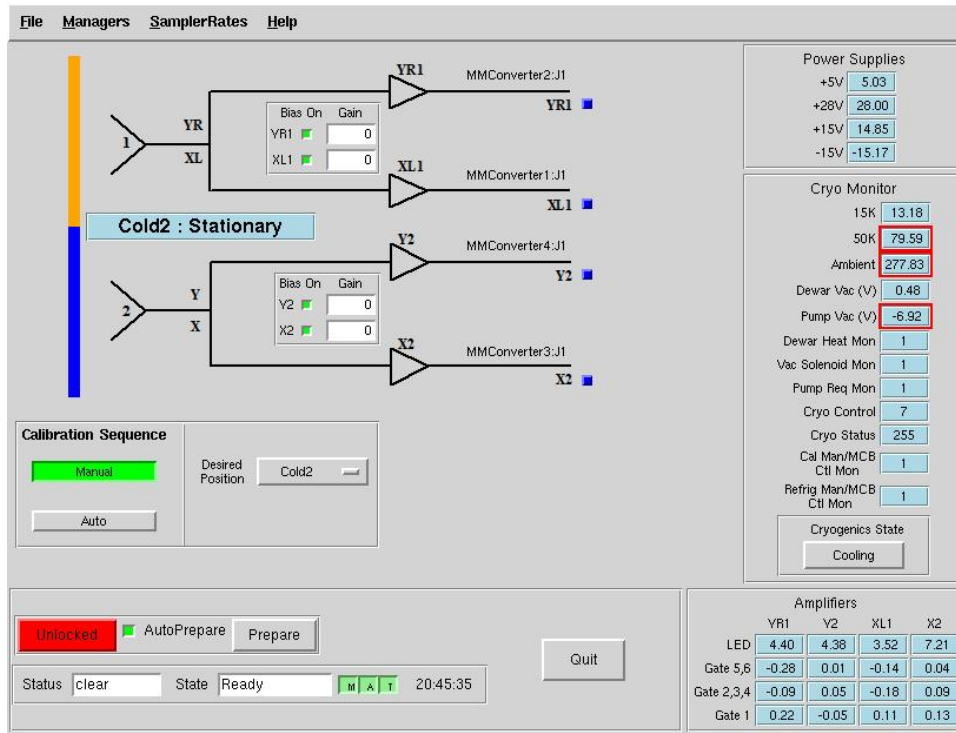 File Managers SamplerRates Help
YR1 MMConverter2:J1
YR1
Bias On Gain
YR1 0
XL1 0
1 YR
XL
XL1 MMConverter1:J1
XL1
Cold2 : Stationary
Y2 MMConverter4:J1
Y2
Bias On Gain
Y2 0
X2 0
2 Y
X
X2 MMConverter3:J1
X2
Calibration Sequence
Manual
Auto
Desired
Position
Cold2
Power Supplies
+5V 5.03
+28V 28.00
+15V 14.85
-15V -15.17
Cryo Monitor
15K 13.18
50K 79.59
Ambient 277.83
Dewar Vac (V) 0.48
Pump Vac (V) -6.92
Dewar Heat Mon 1
Vac Solenoid Mon 1
Pump Req Mon 1
Cryo Control 7
Cryo Status 255
Cal Man/MCB
Ctl Mon 1
Refrig Man/MCB
Ctl Mon 1
Cryogenics State
Cooling
Unlocked AutoPrepare Prepare
Status clear State Ready M A T 20:45:35
Quit
Amplifiers
YR1 Y2 XL1 X2
LED 4.40 4.38 3.52 7.21
Gate 5,6 -0.28 0.01 -0.14 0.04
Gate 2,3,4 -0.09 0.05 -0.18 0.09
Gate 1 0.22 -0.05 0.11 0.13